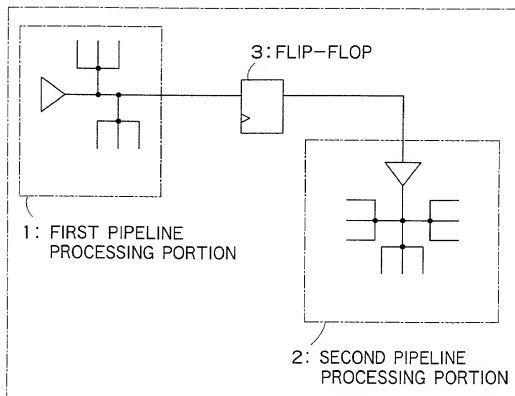 3: FLIP-FLOP
1: FIRST PIPELINE
PROCESSING PORTION
2: SECOND PIPELINE
PROCESSING PORTION